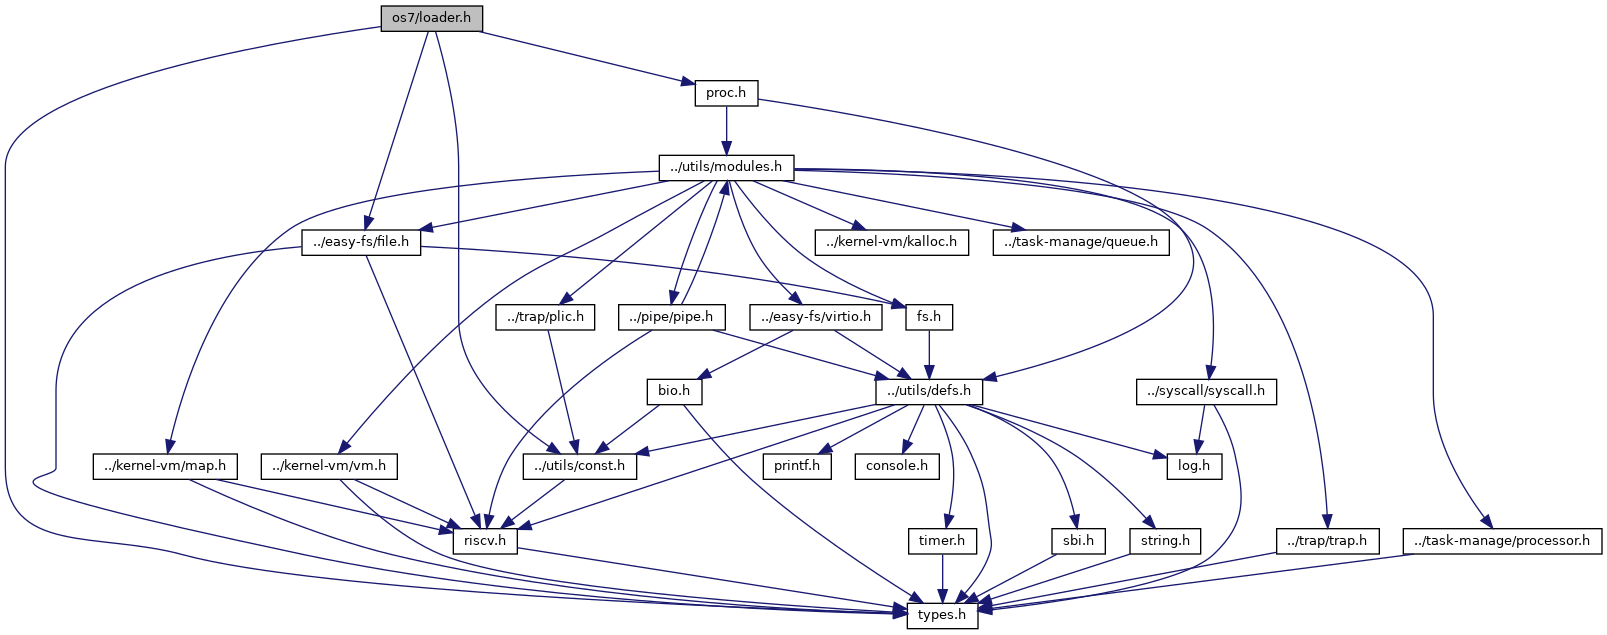 os7/loader.h
proc.h
../utils/modules.h
../easy-fs/file.h
../kernel-vm/kalloc.h
../task-manage/queue.h
../trap/plic.h
../pipe/pipe.h
../easy-fs/virtio.h
fs.h
bio.h
../utils/defs.h
../syscall/syscall.h
../kernel-vm/map.h
../kernel-vm/vm.h
../utils/const.h
printf.h
console.h
log.h
riscv.h
timer.h
sbi.h
string.h
../trap/trap.h
../task-manage/processor.h
types.h